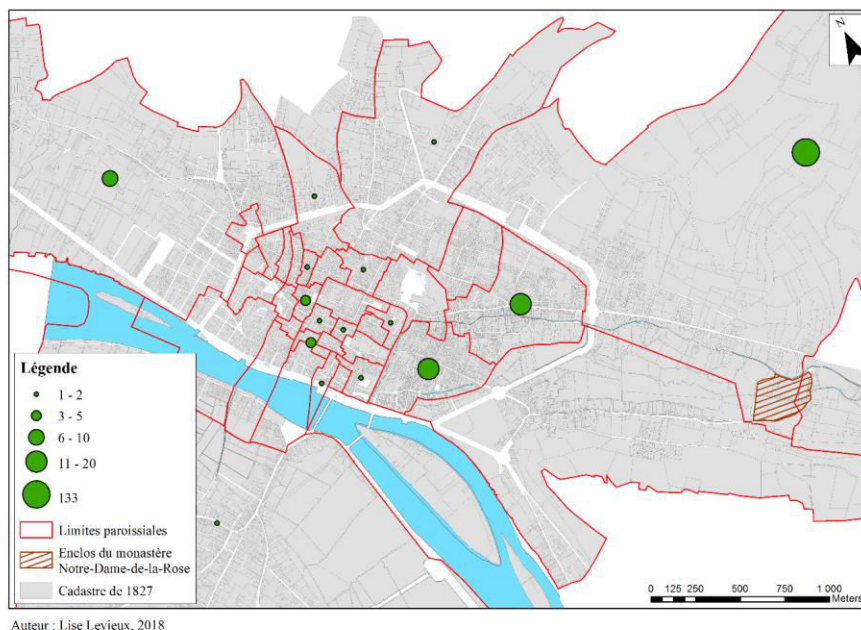 N
Légende
1 - 2
3 - 5
6 - 10
11 - 20
133
Limites paroissiales
Enclos du monastère
Notre-Dame-de-la-Rose
Cadastre de 1827
0 125 250 500 750 1 000
Meters
Auteur : Lise Levieux, 2018